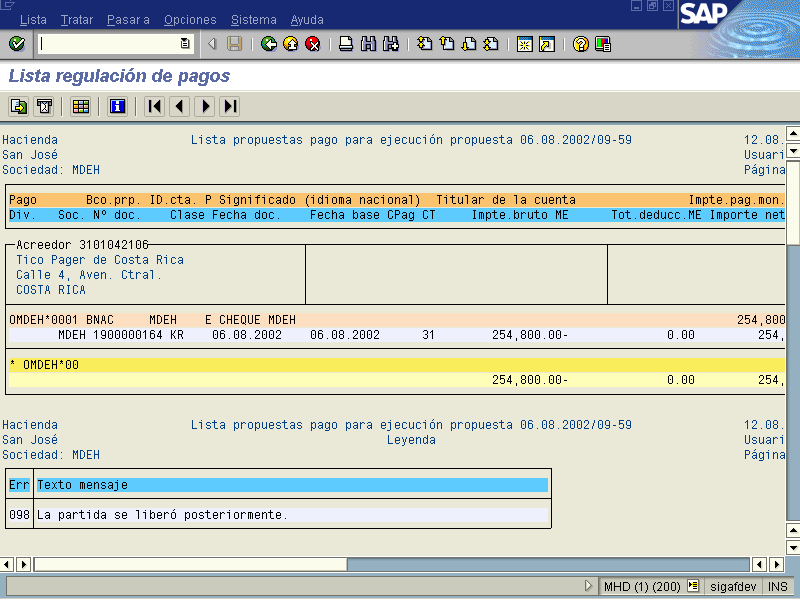 Lista Tratar Pasar a Opciones Sistema Ayuda
SAP
Lista regulación de pagos
Hacienda Lista propuestas pago para ejecución propuesta 06.08.2002/09-59 12.08.
San José Usuari
Sociedad: MDEH Página
Pago Bco.prp. ID.cta. P Significado (idioma nacional) Titular de la cuenta Impte.pag.mon.
Div. Soc. Nº doc. Clase Fecha doc. Fecha base CPag CT Impte.bruto ME Tot.deducc.ME Importe net
Acreedor 3101042106
Tico Pager de Costa Rica
Calle 4, Aven. Ctral.
COSTA RICA
OMDEH*0001 BNAC MDEH E CHEQUE MDEH 254,800
MDEH 1900000164 KR 06.08.2002 06.08.2002 31 254,800.00- 0.00 254,
* OMDEH*00
254,800.00- 0.00 254,
Hacienda Lista propuestas pago para ejecución propuesta 06.08.2002/09-59 12.08.
San José Leyenda Usuari
Sociedad: MDEH Página
Err Texto mensaje
098 La partida se liberó posteriormente.
MHD (1) (200) sigafdev INS